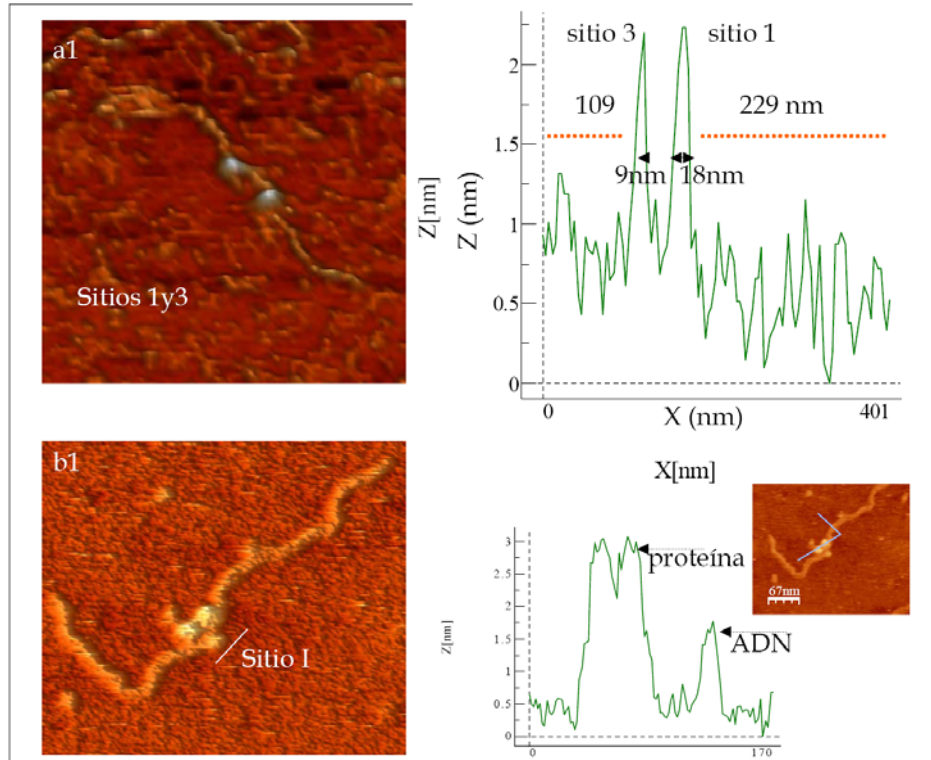 a1
Sitios 1y3
sitio 3
sitio 1
109
229 nm
9nm
18nm
Z[nm]
Z (nm)
2
1.5
1
0.5
0
0
401
X (nm)
X[nm]
b1
Sitio I
proteína
ADN
Z[nm]
3
2.5
2
1.5
1
0.5
0
0
170
67nm